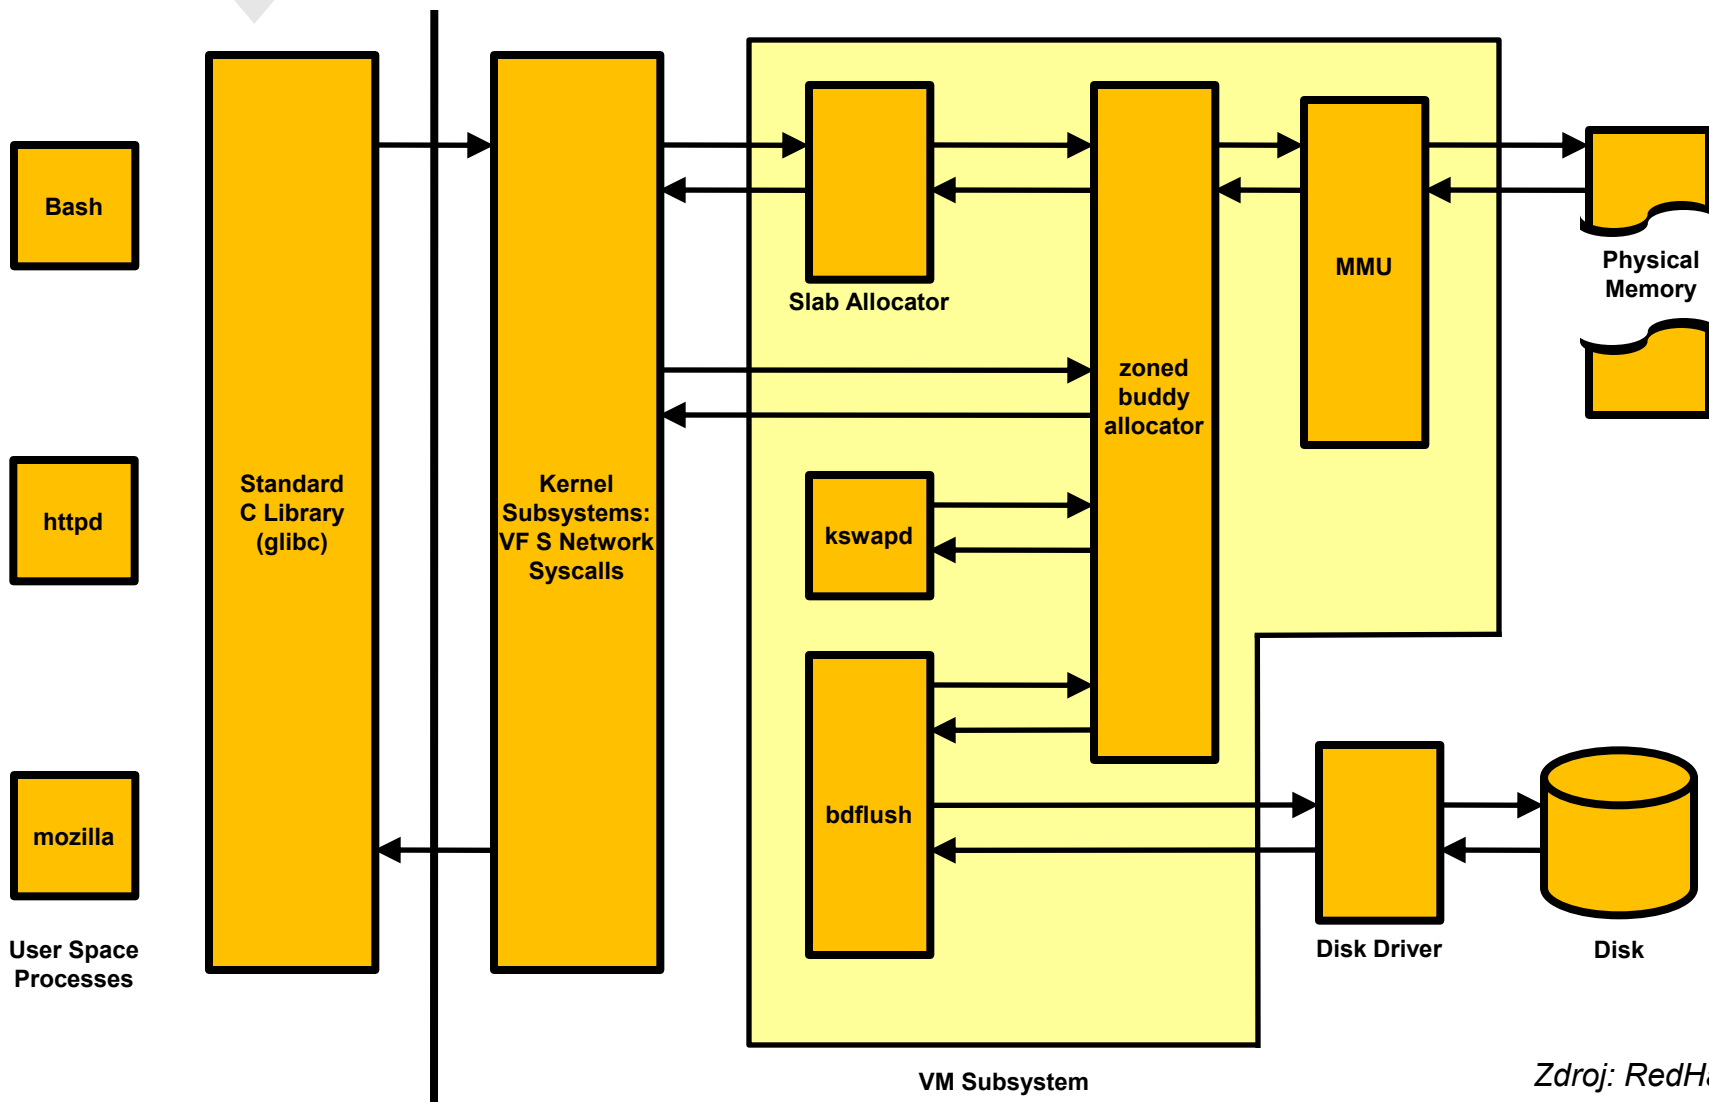 Bash
httpd
mozilla
User Space
Processes
Standard
C Library
(glibc)
Kernel
Subsystems:
VF S Network
Syscalls
Slab Allocator
kswapd
bdflush
zoned
buddy
allocator
MMU
Physical
Memory
Disk Driver
Disk
VM Subsystem
Zdroj: